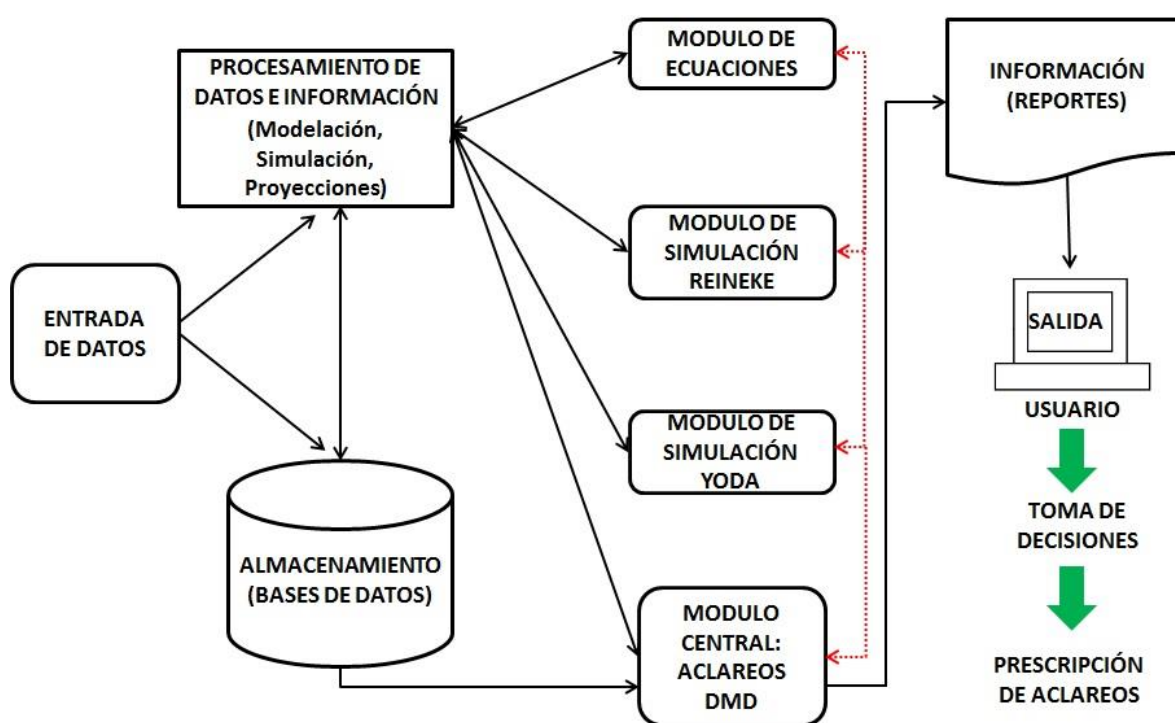 ENTRADA
DE DATOS
PROCESAMIENTO DE
DATOS E INFORMACIÓN
(Modelación,
Simulación,
Proyecciones)
ALMACENAMIENTO
(BASES DE DATOS)
MODULO DE
ECUACIONES
MODULO DE
SIMULACIÓN
REINEKE
MODULO DE
SIMULACIÓN
YODA
MODULO
CENTRAL:
ACLAREOS
DMD
INFORMACIÓN
(REPORTES)
SALIDA
USUARIO
TOMA DE
DECISIONES
PRESCRIPCIÓN
DE ACLAREOS